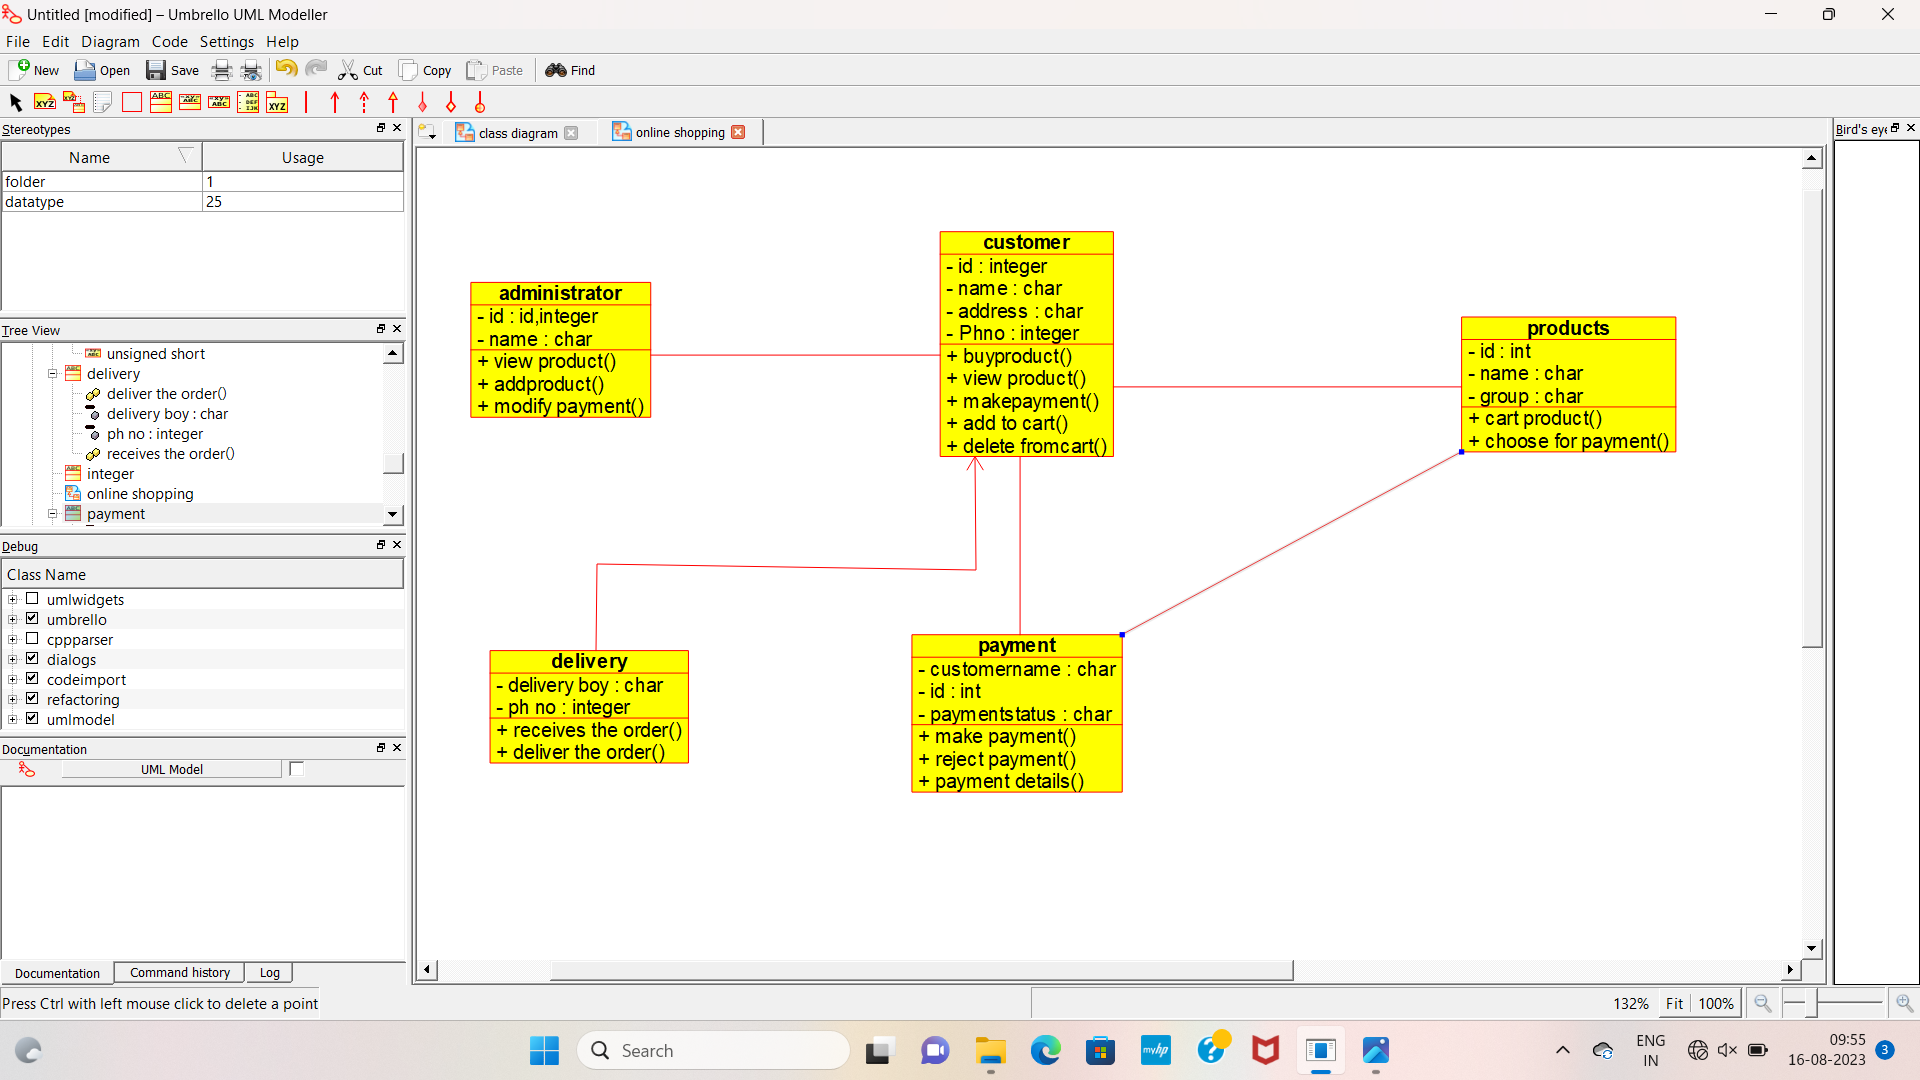 Untitled [modified] – Umbrello UML Modeller
File Edit Diagram Code Settings Help
New Open Save Cut Copy Paste Find
Stereotypes
Name Usage
folder 1
datatype 25
Tree View
unsigned short
delivery
deliver the order()
delivery boy : char
ph no : integer
receives the order()
integer
online shopping
payment
Debug
Class Name
umlwidgets
umbrello
cppparser
dialogs
codeimport
refactoring
umlmodel
Documentation
UML Model
Documentation Command history Log
Press Ctrl with left mouse click to delete a point
class diagram online shopping
administrator
- id : id,integer
- name : char
+ view product()
+ addproduct()
+ modify payment()
customer
- id : integer
- name : char
- address : char
- Phno : integer
+ buyproduct()
+ view product()
+ makepayment()
+ add to cart()
+ delete fromcart()
products
- id : int
- name : char
- group : char
+ cart product()
+ choose for payment()
delivery
- delivery boy : char
- ph no : integer
+ receives the order()
+ deliver the order()
payment
- customername : char
- id : int
- paymentstatus : char
+ make payment()
+ reject payment()
+ payment details()
Bird's eye
132% Fit 100%
Search
myhp
ENG
IN
09:55
16-08-2023
3